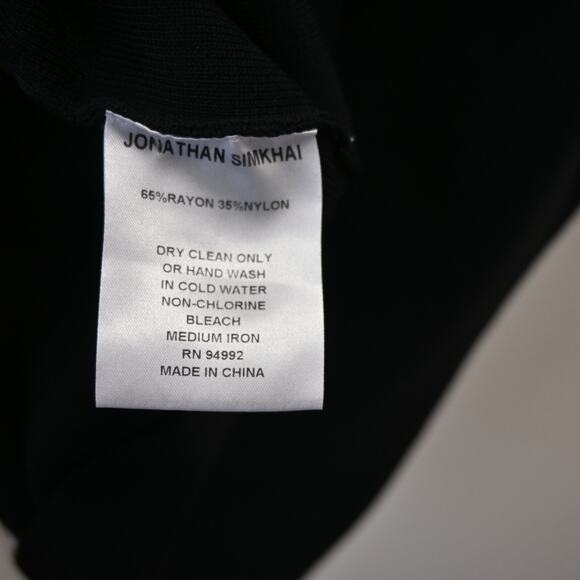 JONATHAN SIMKHAI
65%RAYON 35%NYLON
DRY CLEAN ONLY
OR HAND WASH
IN COLD WATER
NON-CHLORINE
BLEACH
MEDIUM IRON
RN 94992
MADE IN CHINA